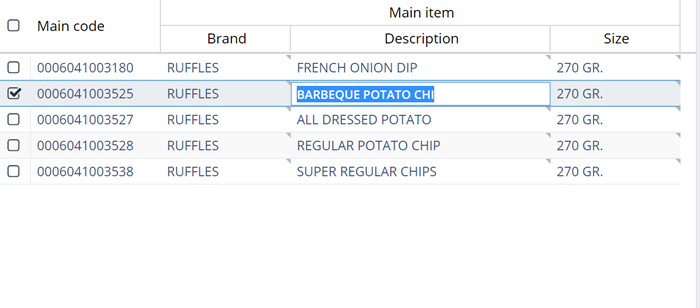 Main code
Main item
Brand Description Size
0006041003180 RUFFLES FRENCH ONION DIP 270 GR.
0006041003525 RUFFLES BARBEQUE POTATO CHI 270 GR.
0006041003527 RUFFLES ALL DRESSED POTATO 270 GR.
0006041003528 RUFFLES REGULAR POTATO CHIP 270 GR.
0006041003538 RUFFLES SUPER REGULAR CHIPS 270 GR.